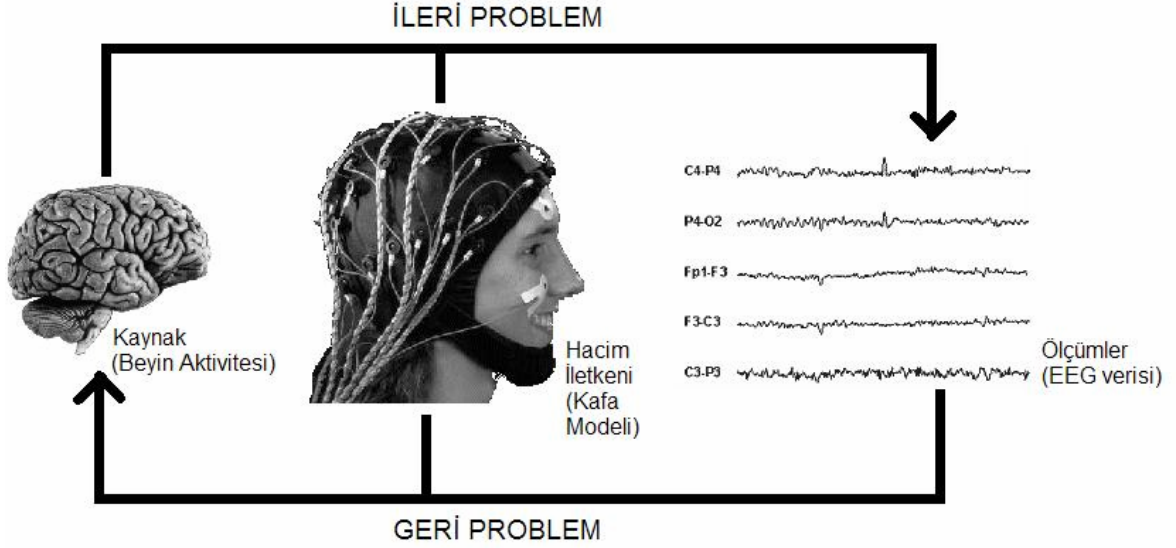 İLERİ PROBLEM
Kaynak
(Beyin Aktivitesi)
Hacim
İletkeni
(Kafa
Modeli)
C4-P4
P4-O2
Fp1-F3
F3-C3
C3-P3
Ölçümler
(EEG verisi)
GERİ PROBLEM